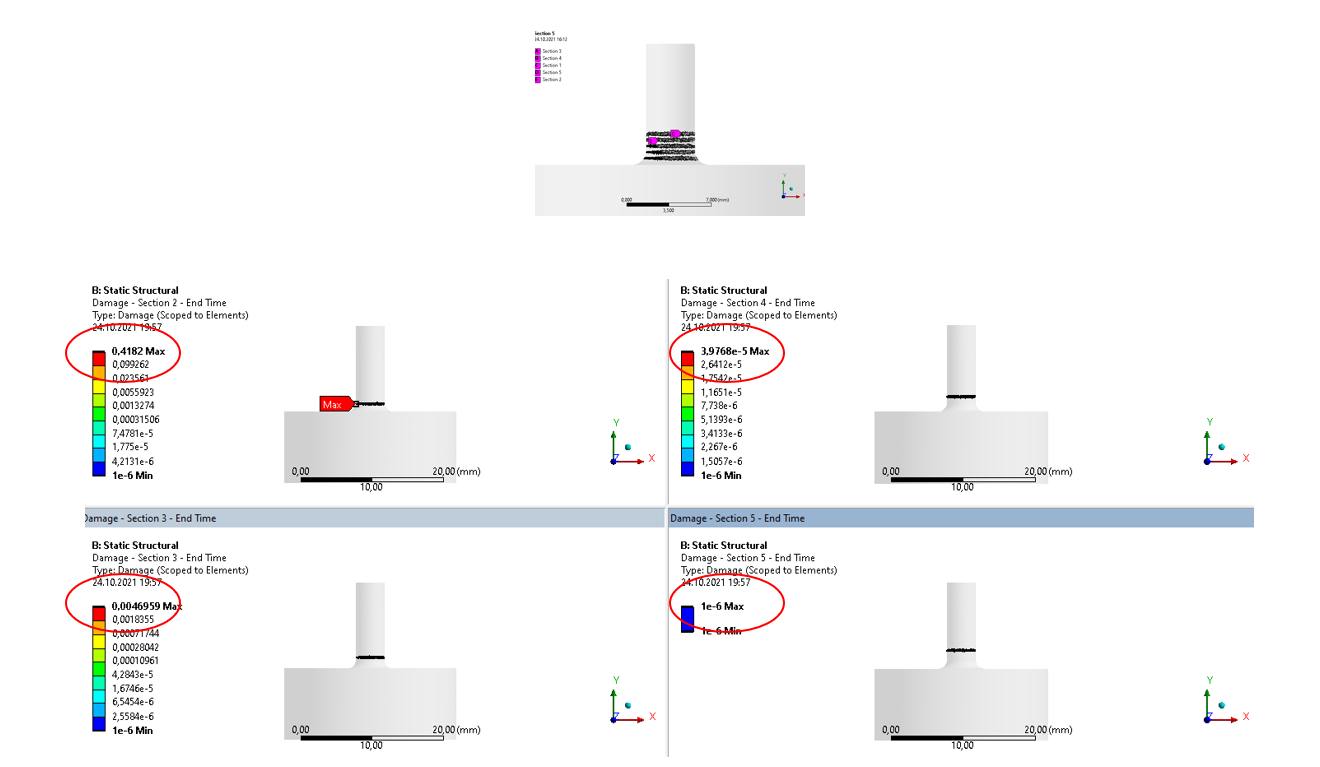 Section 5
24.10.2021 16:12
Section 3
Section 4
Section 1
Section 5
Section 2
Y
0,000
7,000 (mm)
3,500
B: Static Structural
Damage - Section 2 - End Time
Type: Damage (Scoped to Elements)
24.10.2021 19:57
0,4182 Max
0,099262
0,023561
0,0055923
0,0013274
0,00031506
7,4781e-5
1,775e-5
4,2131e-6
1e-6 Min
Max
0,00
20,00 (mm)
10,00
Y
Z
X
B: Static Structural
Damage - Section 4 - End Time
Type: Damage (Scoped to Elements)
24.10.2021 19:57
3,9768e-5 Max
2,6412e-5
1,7542e-5
1,1651e-5
7,738e-6
5,1393e-6
3,4133e-6
2,267e-6
1,5057e-6
1e-6 Min
0,00
20,00 (mm)
10,00
Y
Z
X
Damage - Section 3 - End Time
B: Static Structural
Damage - Section 3 - End Time
Type: Damage (Scoped to Elements)
24.10.2021 19:57
0,0046959 Max
0,0018355
0,00071744
0,00028042
0,00010961
4,2843e-5
1,6746e-5
6,5454e-6
2,5584e-6
1e-6 Min
0,00
20,00 (mm)
10,00
Y
Z
X
Damage - Section 5 - End Time
B: Static Structural
Damage - Section 5 - End Time
Type: Damage (Scoped to Elements)
24.10.2021 19:57
1e-6 Max
1e-6 Min
0,00
20,00 (mm)
10,00
Y
Z
X